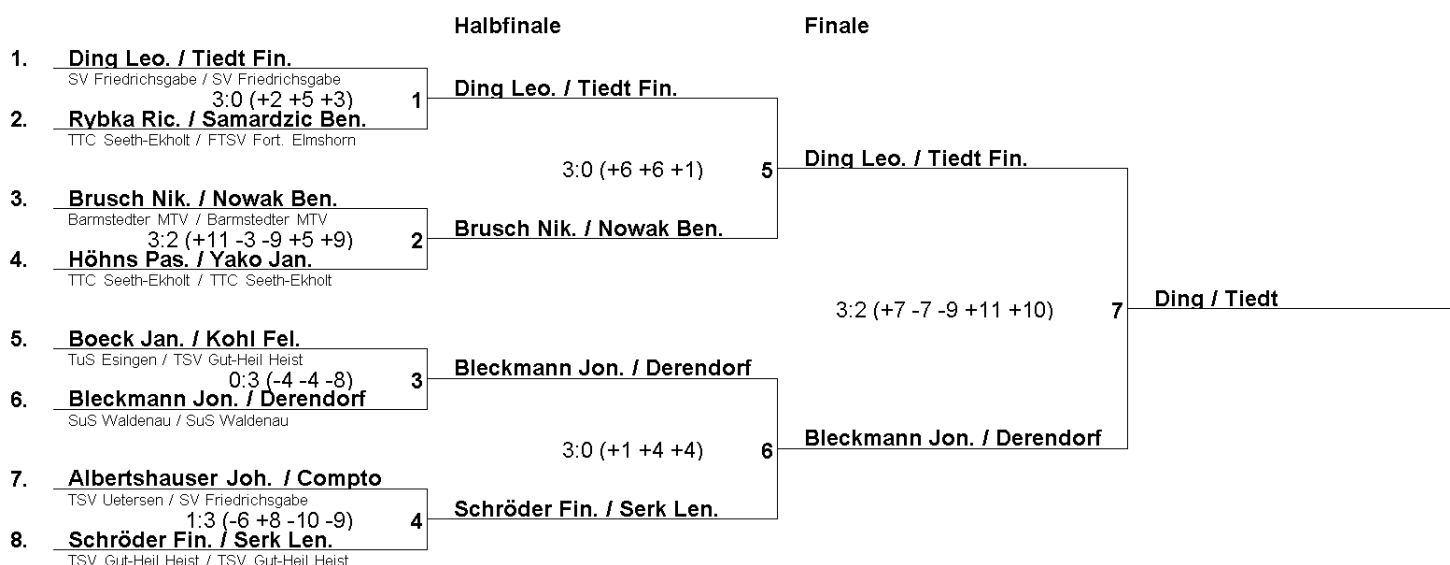 Halbfinale Finale
1. Ding Leo. / Tiedt Fin.
SV Friedrichsgabe / SV Friedrichsgabe
3:0 (+2 +5 +3) 1
Ding Leo. / Tiedt Fin.
2. Rybka Ric. / Samardzic Ben.
TTC Seeth-Ekholt / FTSV Fort. Elmshorn
3:0 (+6 +6 +1) 5
Ding Leo. / Tiedt Fin.
3. Brusch Nik. / Nowak Ben.
Barmstedter MTV / Barmstedter MTV
3:2 (+11 -3 -9 +5 +9) 2
Brusch Nik. / Nowak Ben.
4. Höhns Pas. / Yako Jan.
TTC Seeth-Ekholt / TTC Seeth-Ekholt
3:2 (+7 -7 -9 +11 +10) 7
Ding / Tiedt
5. Boeck Jan. / Kohl Fel.
TuS Esingen / TSV Gut-Heil Heist
0:3 (-4 -4 -8) 3
Bleckmann Jon. / Derendorf
6. Bleckmann Jon. / Derendorf
SuS Waldenau / SuS Waldenau
3:0 (+1 +4 +4) 6
Bleckmann Jon. / Derendorf
7. Albertshauser Joh. / Compto
TSV Uetersen / SV Friedrichsgabe
1:3 (-6 +8 -10 -9) 4
Schröder Fin. / Serk Len.
8. Schröder Fin. / Serk Len.
TSV Gut-Heil Heist / TSV Gut-Heil Heist